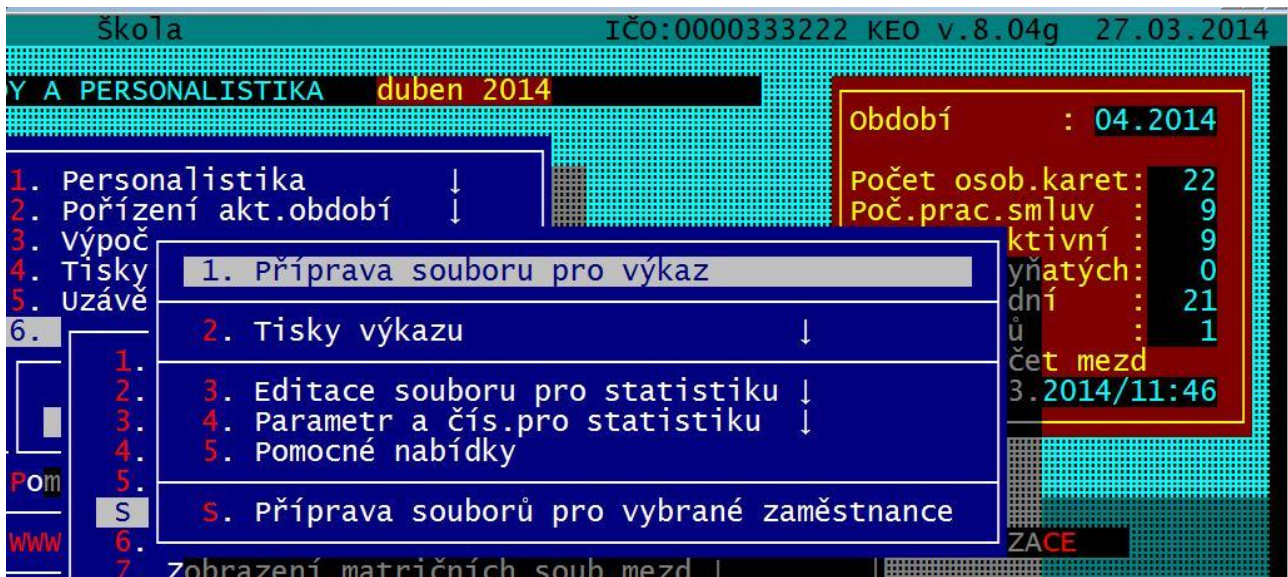 Škola IČO:0000333222 KEO v.8.04g 27.03.2014
Y A PERSONALISTIKA duben 2014
Období : 04.2014
1. Personalistika ↓
Počet osob.karet: 22
2. Pořízení akt.období ↓
Poč.prac.smluv : 9
3. Výpoč
ktivní : 9
4. Tisky
1. Příprava souboru pro výkaz
yňatých: 0
5. Uzávě
dní : 21
6.
2. Tisky výkazu ↓
ů : 1
1.
čet mezd
2.
3. Editace souboru pro statistiku ↓
3.2014/11:46
3.
4. Parametr a čís.pro statistiku ↓
4.
5. Pomocné nabídky
Pom
5.
S
S. Příprava souborů pro vybrané zaměstnance
www
6.
ZACE
7. Zobrazení matričních soub mezd